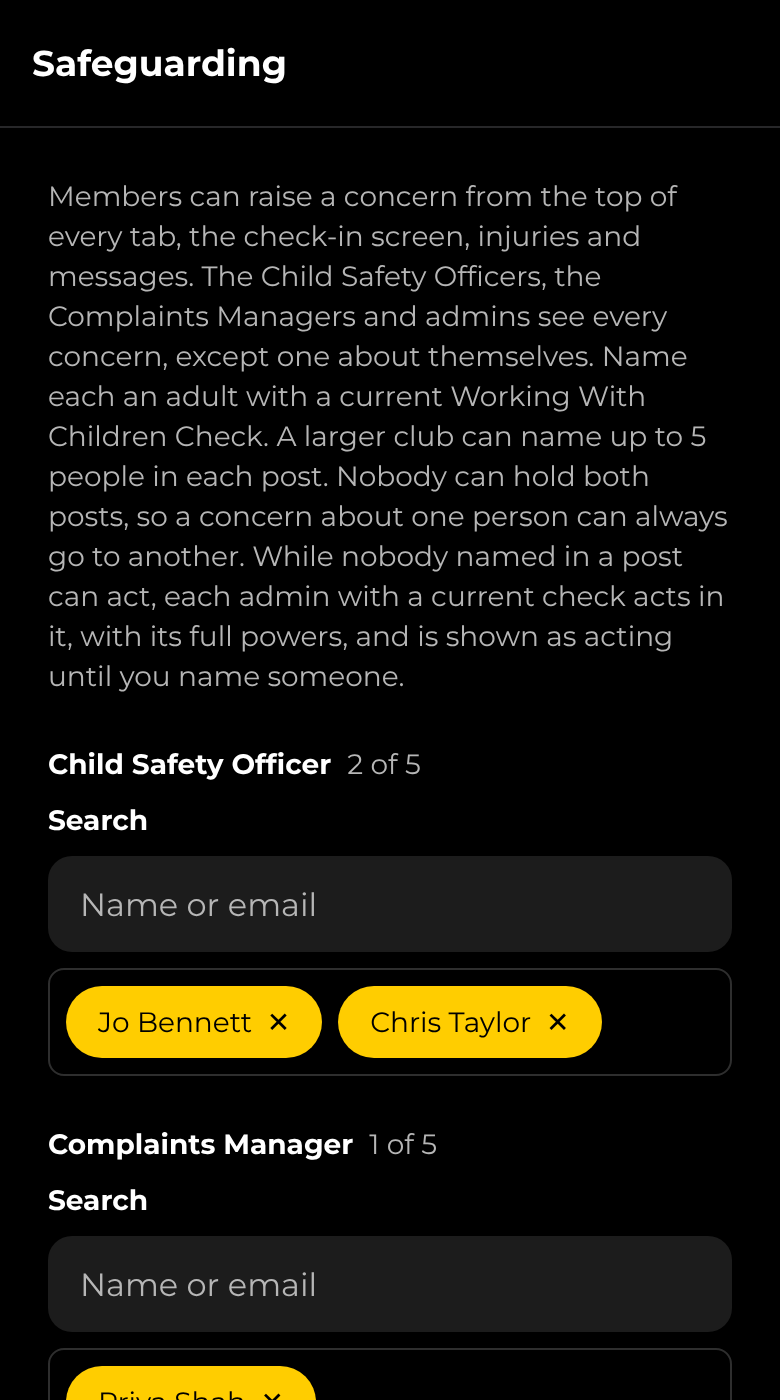 Safeguarding
Members can raise a concern from the top of
every tab, the check-in screen, injuries and
messages. The Child Safety Officers, the
Complaints Managers and admins see every
concern, except one about themselves. Name
each an adult with a current Working With
Children Check. A larger club can name up to 5
people in each post. Nobody can hold both
posts, so a concern about one person can always
go to another. While nobody named in a post
can act, each admin with a current check acts in
it, with its full powers, and is shown as acting
until you name someone.
Child Safety Officer 2 of 5
Search
Name or email
Jo Bennett ✕ Chris Taylor ✕
Complaints Manager 1 of 5
Search
Name or email
Priya Shah ✕